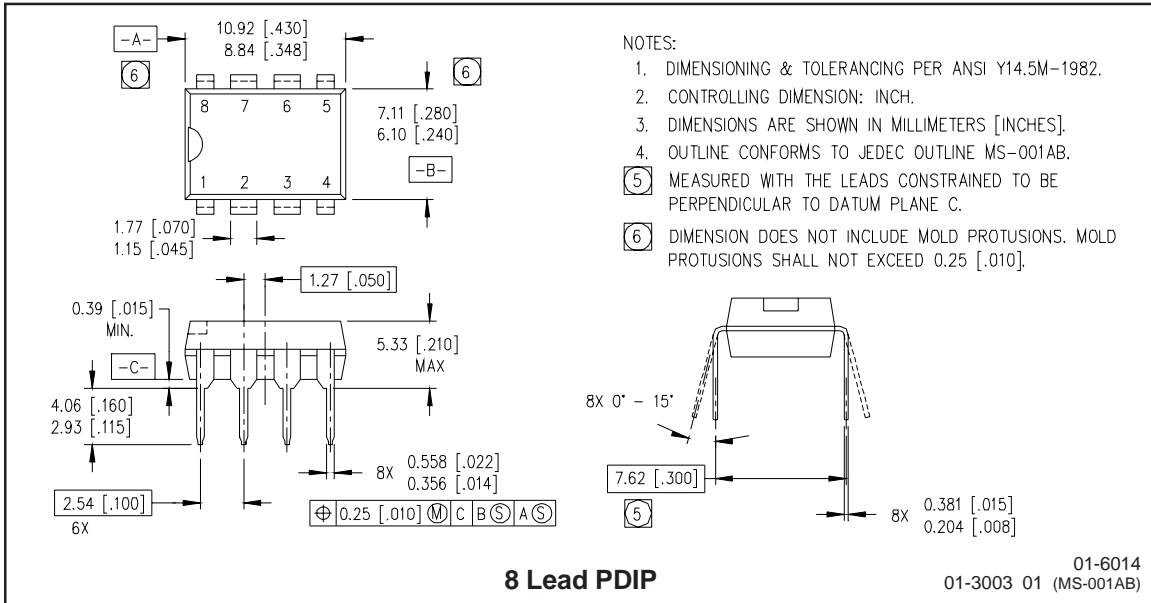 -A-
10.92 [.430]
8.84 [.348]
6
6
8 7 6 5
1 2 3 4
7.11 [.280]
6.10 [.240]
-B-
1.77 [.070]
1.15 [.045]
1.27 [.050]
0.39 [.015]
MIN.
-C-
5.33 [.210]
MAX
4.06 [.160]
2.93 [.115]
8X 0.558 [.022]
0.356 [.014]
2.54 [.100]
6X
⌖ 0.25 [.010] Ⓜ C B Ⓢ A Ⓢ
NOTES:
1. DIMENSIONING & TOLERANCING PER ANSI Y14.5M-1982.
2. CONTROLLING DIMENSION: INCH.
3. DIMENSIONS ARE SHOWN IN MILLIMETERS [INCHES].
4. OUTLINE CONFORMS TO JEDEC OUTLINE MS-001AB.
5 MEASURED WITH THE LEADS CONSTRAINED TO BE
PERPENDICULAR TO DATUM PLANE C.
6 DIMENSION DOES NOT INCLUDE MOLD PROTUSIONS. MOLD
PROTUSIONS SHALL NOT EXCEED 0.25 [.010].
8X 0° - 15°
7.62 [.300]
5
8X 0.381 [.015]
0.204 [.008]
8 Lead PDIP
01-6014
01-3003 01 (MS-001AB)